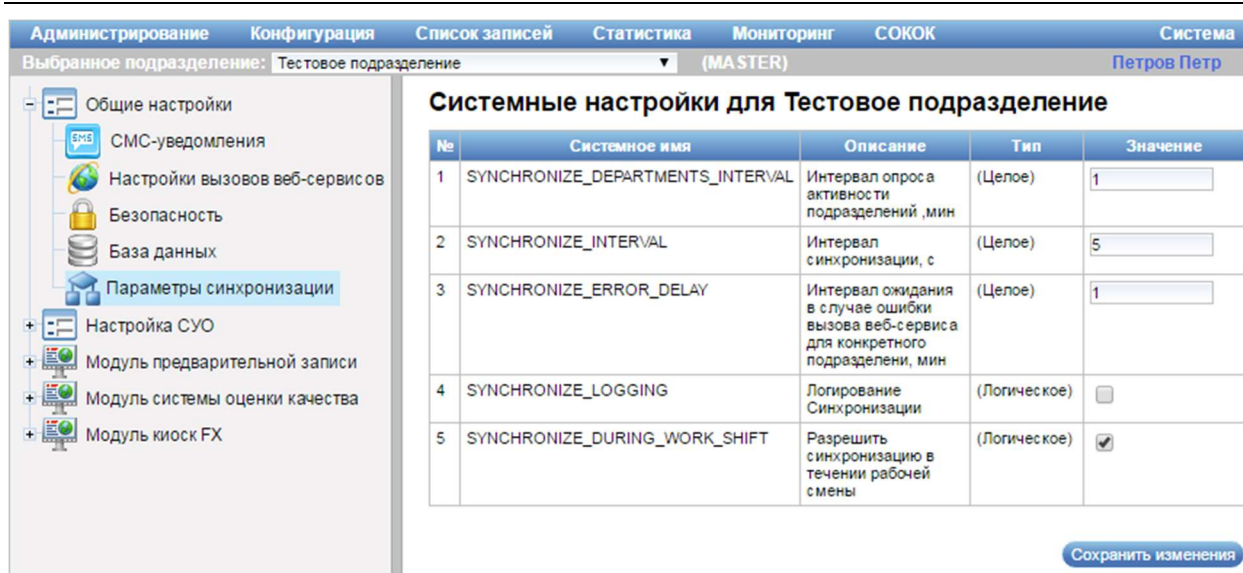 Администрирование Конфигурация Список записей Статистика Мониторинг СОКОК Система
Выбранное подразделение: Тестовое подразделение (MASTER) Петров Петр
Общие настройки
SMS СМС-уведомления
Настройки вызовов веб-сервисов
Безопасность
База данных
Параметры синхронизации
Настройка СУО
Модуль предварительной записи
Модуль системы оценки качества
Модуль киоск FX
Системные настройки для Тестовое подразделение
№ Системное имя Описание Тип Значение
1 SYNCHRONIZE_DEPARTMENTS_INTERVAL Интервал опроса (Целое) 1
активности
подразделений ,мин
2 SYNCHRONIZE_INTERVAL Интервал (Целое) 5
синхронизации, с
3 SYNCHRONIZE_ERROR_DELAY Интервал ожидания (Целое) 1
в случае ошибки
вызова веб-сервиса
для конкретного
подразделени, мин
4 SYNCHRONIZE_LOGGING Логирование (Логическое)
Синхронизации
5 SYNCHRONIZE_DURING_WORK_SHIFT Разрешить (Логическое)
синхронизацию в
течении рабочей
смены
Сохранить изменения